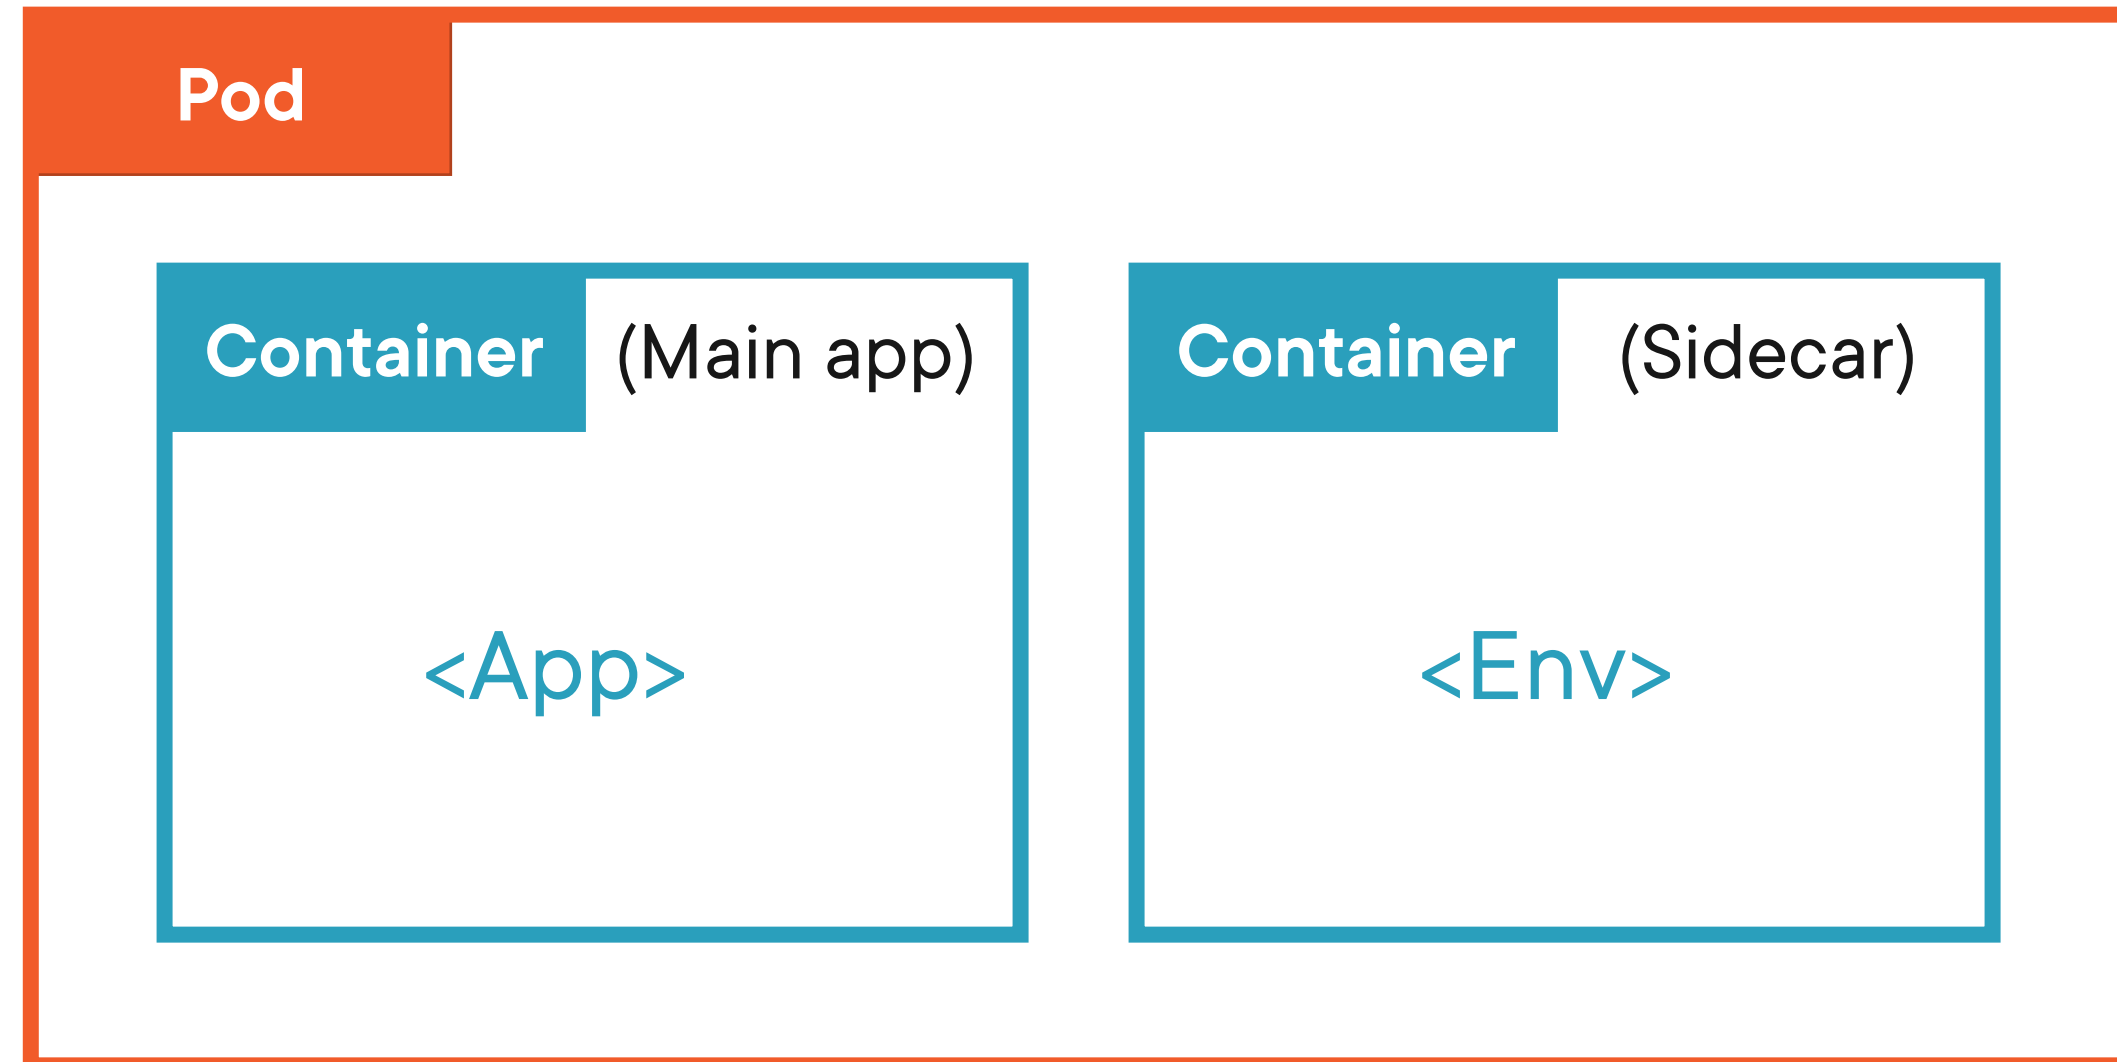 Pod
Container (Main app)
<App>
Container (Sidecar)
<Env>